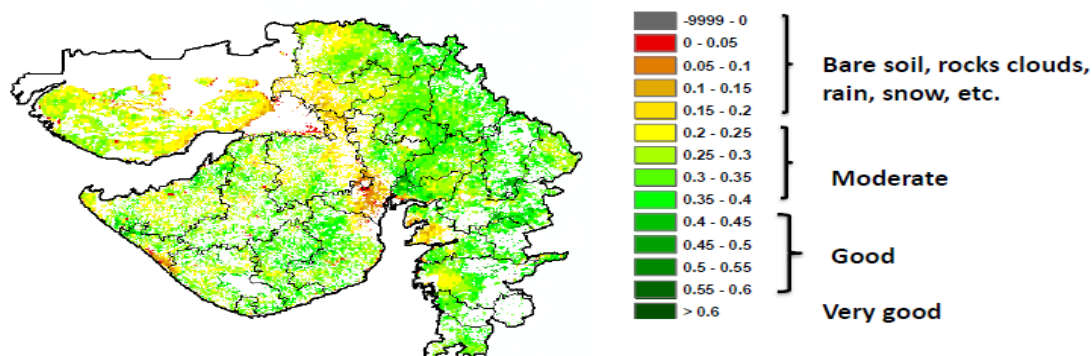 -9999 - 0
0 - 0.05
0.05 - 0.1
0.1 - 0.15
0.15 - 0.2
0.2 - 0.25
0.25 - 0.3
0.3 - 0.35
0.35 - 0.4
0.4 - 0.45
0.45 - 0.5
0.5 - 0.55
0.55 - 0.6
> 0.6
Bare soil, rocks clouds,
rain, snow, etc.
Moderate
Good
Very good